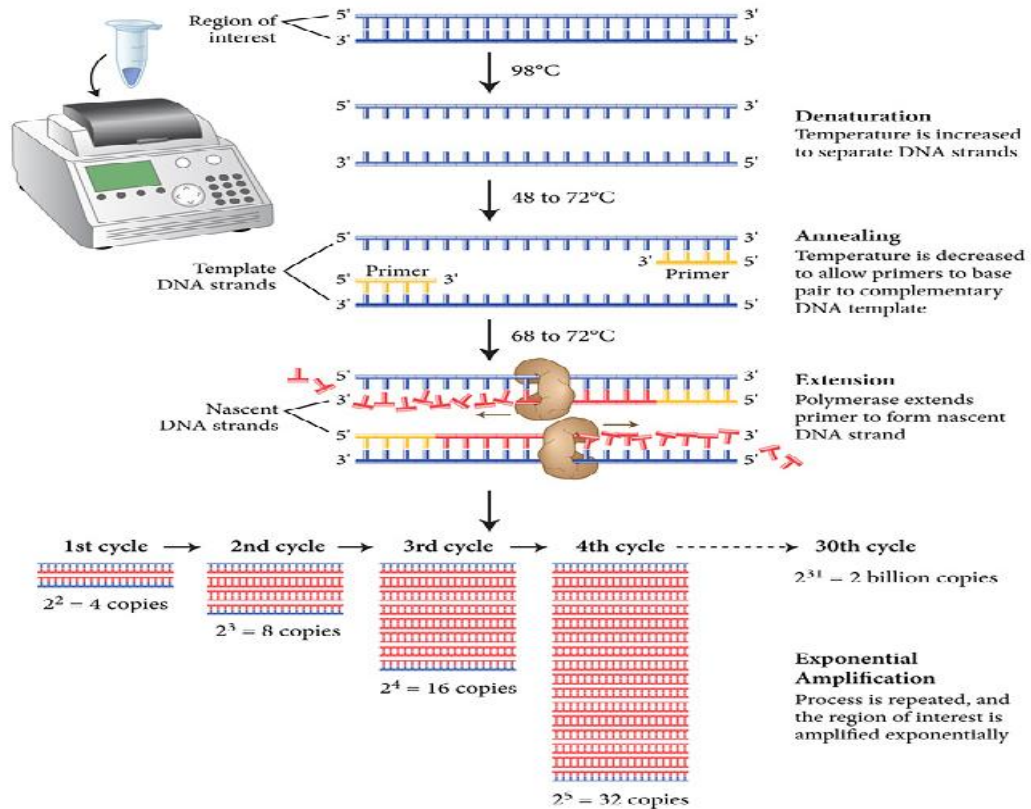 Region of
interest
5'
3'
3'
5'
98°C
5'
3'
3'
5'
Denaturation
Temperature is increased
to separate DNA strands
48 to 72°C
Template
DNA strands
5'
3'
3'
5'
Primer
Primer
5'
3'
3'
5'
Annealing
Temperature is decreased
to allow primers to base
pair to complementary
DNA template
68 to 72°C
Nascent
DNA strands
5'
3'
3'
5'
5'
3'
3'
5'
Extension
Polymerase extends
primer to form nascent
DNA strand
1st cycle
2nd cycle
3rd cycle
4th cycle
30th cycle
2² – 4 copies
2³ = 8 copies
2⁴ = 16 copies
2⁵ = 32 copies
2³¹ = 2 billion copies
Exponential
Amplification
Process is repeated, and
the region of interest is
amplified exponentially